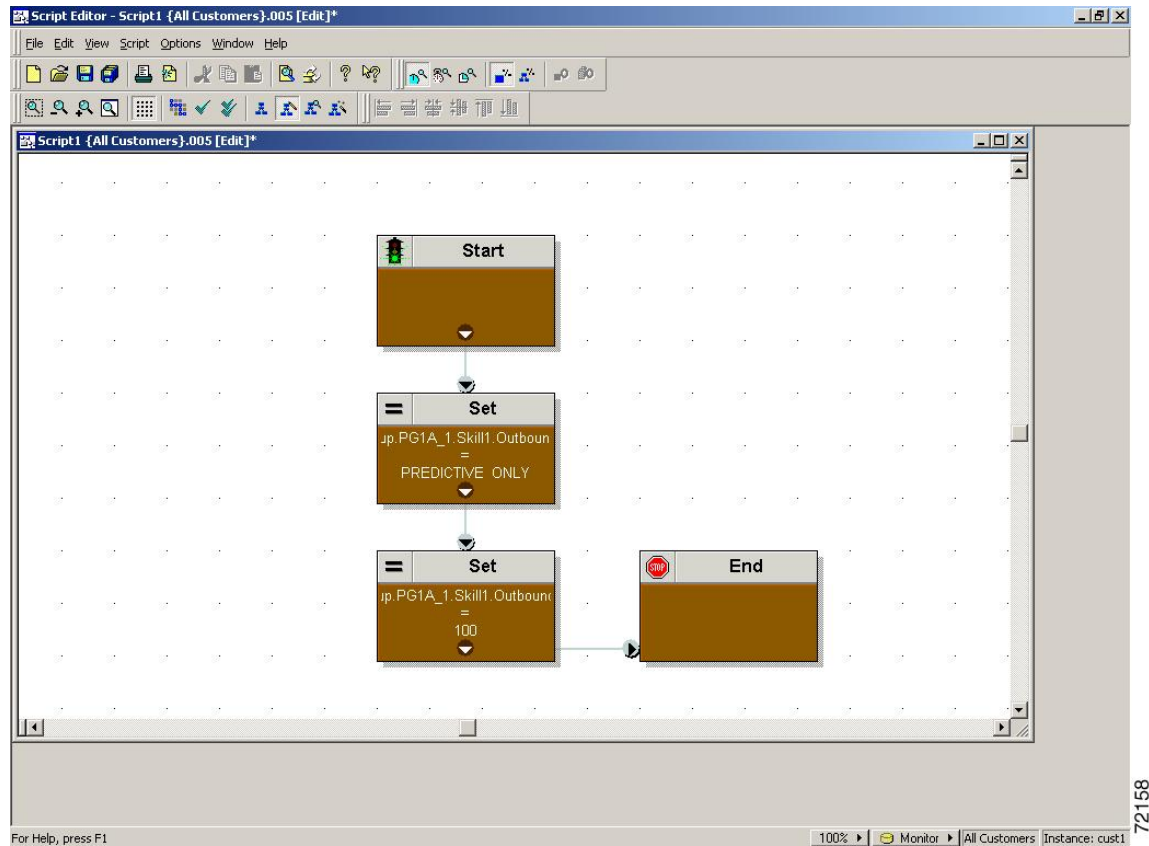 Script Editor - Script1 {All Customers}.005 [Edit]*
File Edit View Script Options Window Help
Script1 {All Customers}.005 [Edit]*
Start
Set
up.PG1A_1.Skill1.Outboun
=
PREDICTIVE ONLY
Set
up.PG1A_1.Skill1.Outbound
=
100
STOP
End
For Help, press F1
100%
Monitor
All Customers
Instance: cust1
72158